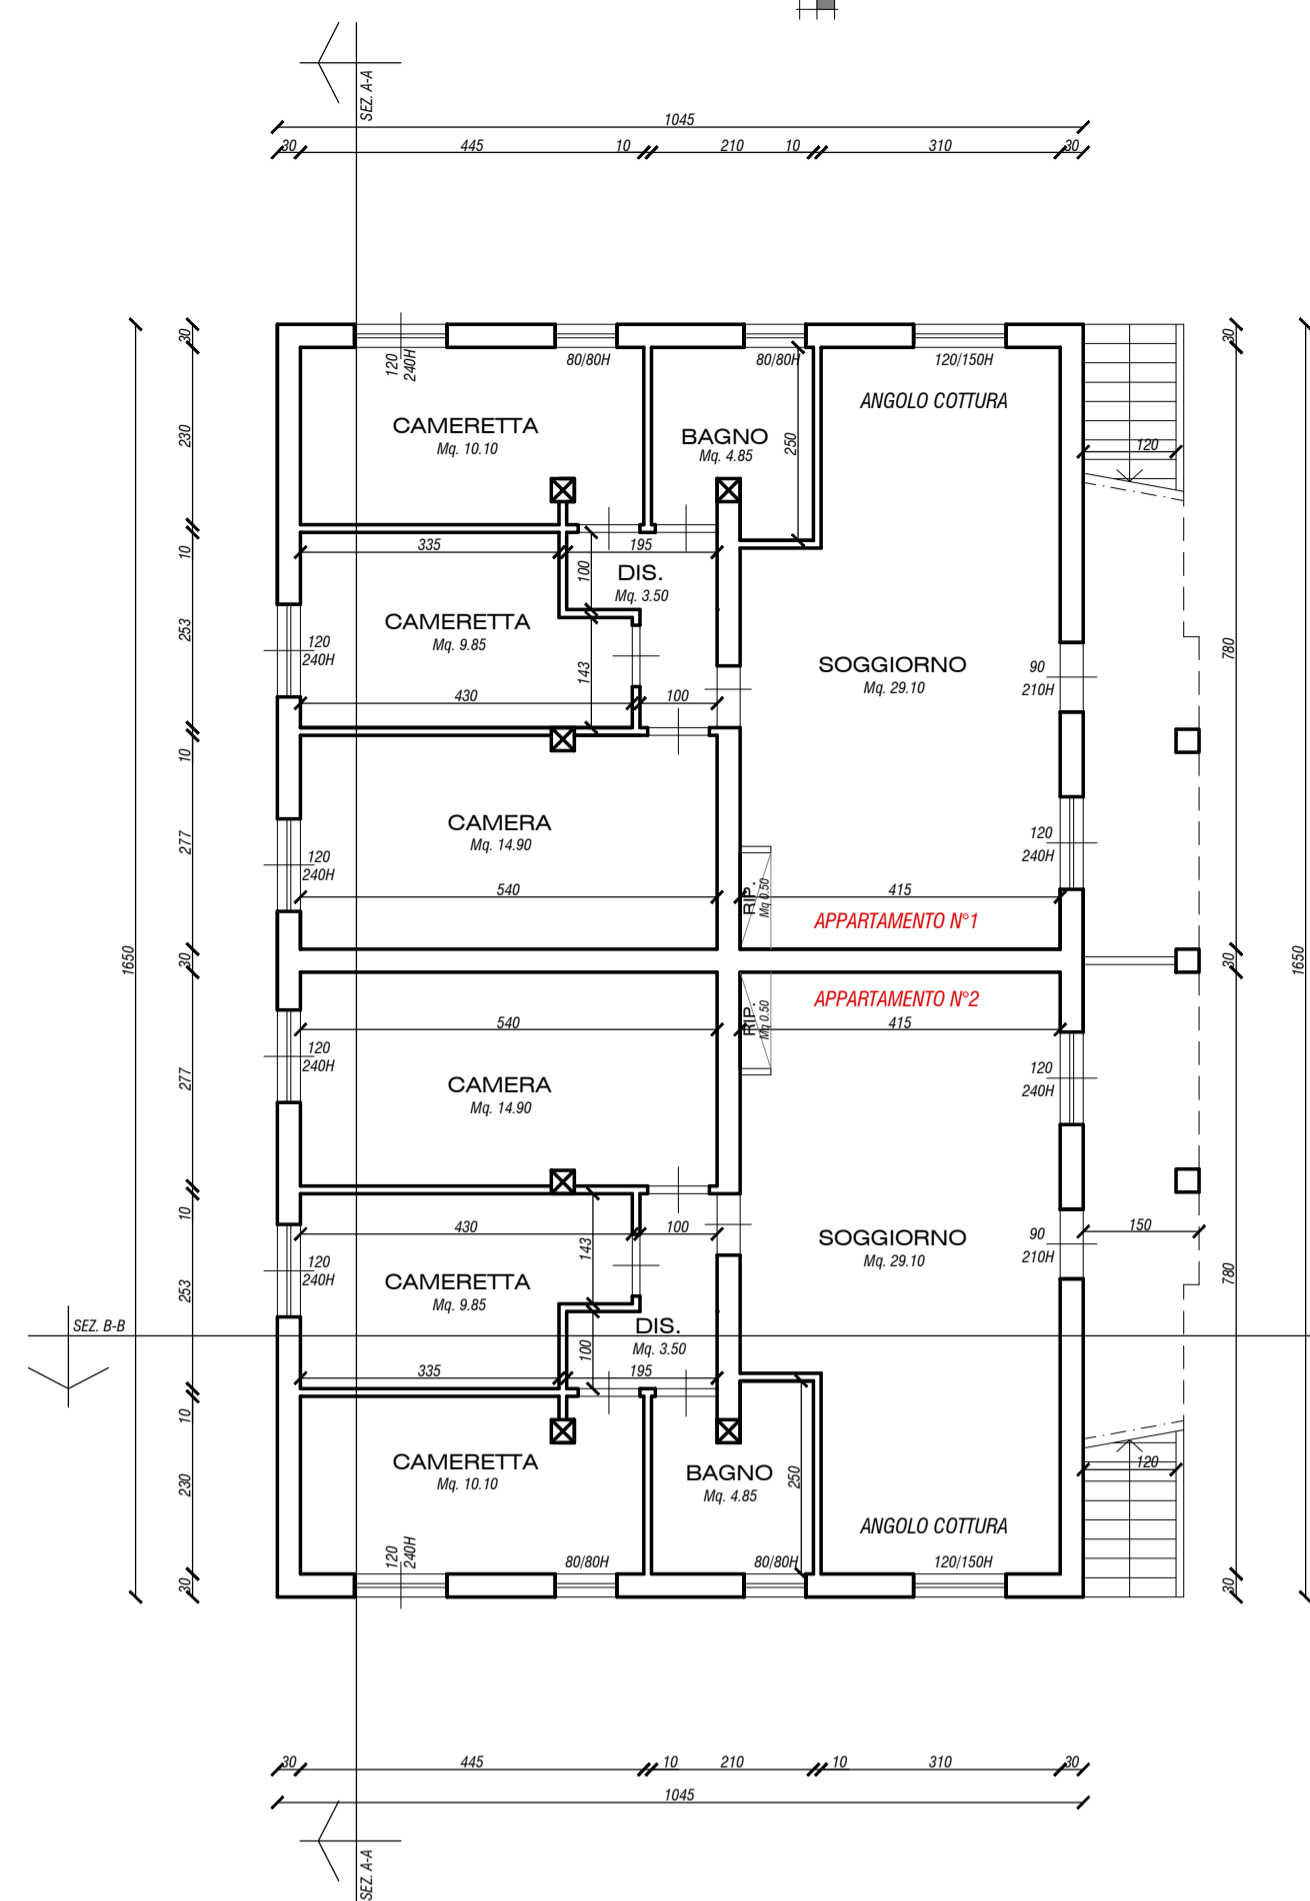 SEZ. A-A
1045
30 445 10 210 10 310 30
120
240H
80/80H
80/80H
120/150H
30
30
CAMERETTA
Mq. 10.10
BAGNO
Mq. 4.85
250
ANGOLO COTTURA
120
230
10
335
195
100
DIS.
Mq. 3.50
253
CAMERETTA
Mq. 9.85
120
240H
143
430
100
SOGGIORNO
Mq. 29.10
90
210H
780
10
CAMERA
Mq. 14.90
277
120
240H
120
240H
540
RIP.
Mq 0.50
415
APPARTAMENTO N°1
1650
30
30
1650
APPARTAMENTO N°2
540
RIP.
Mq 0.50
415
120
240H
120
240H
277
CAMERA
Mq. 14.90
10
430
100
143
150
SOGGIORNO
Mq. 29.10
90
210H
120
240H
253
CAMERETTA
Mq. 9.85
780
SEZ. B-B
DIS.
Mq. 3.50
100
335
195
10
CAMERETTA
Mq. 10.10
BAGNO
Mq. 4.85
250
120
230
ANGOLO COTTURA
120
240H
80/80H
80/80H
120/150H
30
30
30 445 10 210 10 310 30
1045
SEZ. A-A